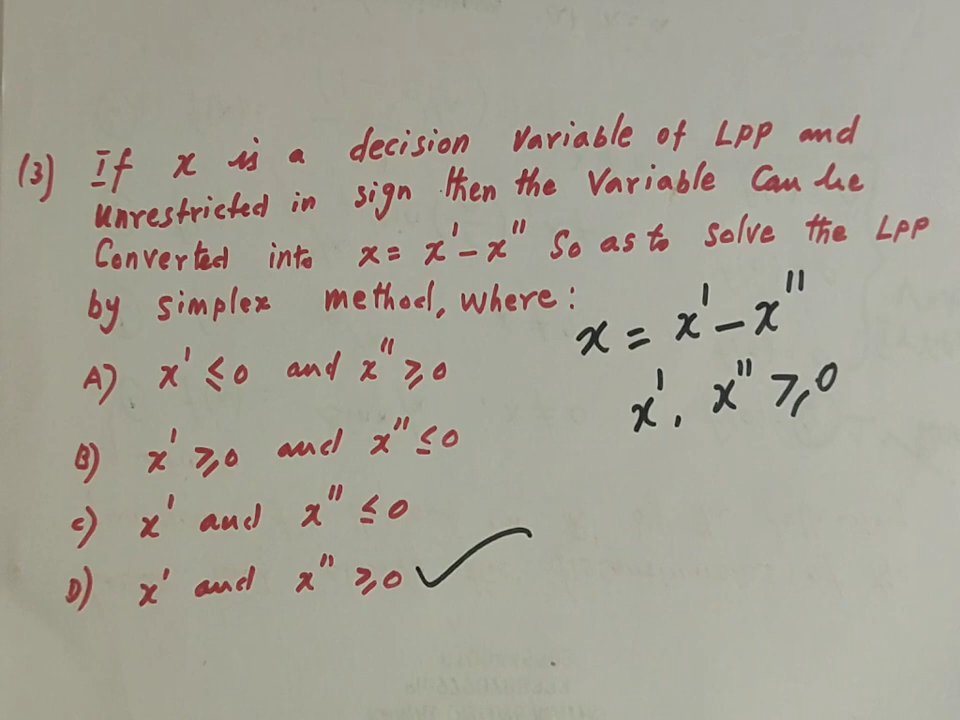 (3) If x is a decision variable of LPP and
unrestricted in sign then the Variable Can be
Converted into x = x' - x'' So as to solve the LPP
by simplex method, where:
x = x' - x''
A) x' ≤ 0 and x'' ≥ 0
x', x'' ≥ 0
B) x' ≥ 0 and x'' ≤ 0
C) x' and x'' ≤ 0
D) x' and x'' ≥ 0 ✓